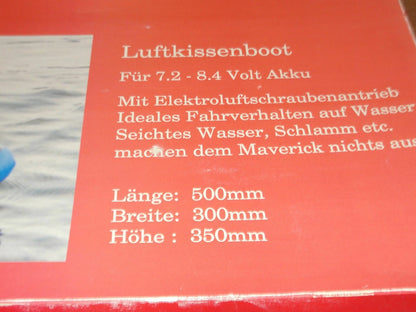 Luftkissenboot
Für 7.2 - 8.4 Volt Akku
Mit Elektroluftschraubenantrieb
Ideales Fahrverhalten auf Wasser
Seichtes Wasser, Schlamm etc.
machen dem Maverick nichts aus
Länge: 500mm
Breite: 300mm
Höhe : 350mm